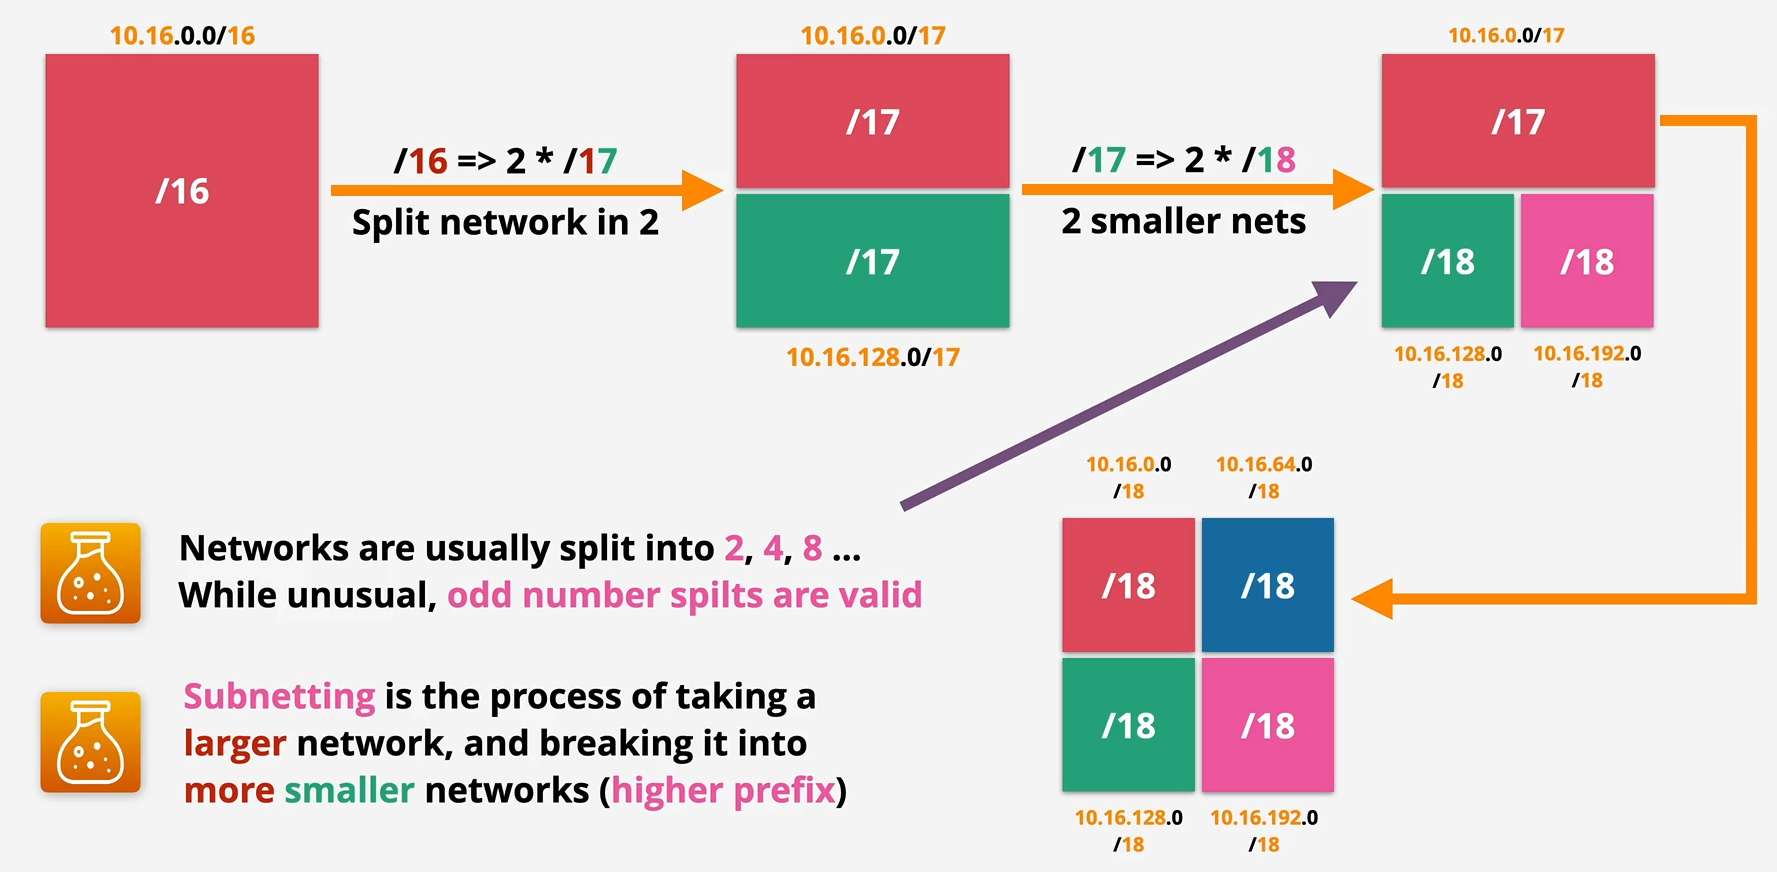 10.16.0.0/16
/16
/16 => 2 * /17
Split network in 2
10.16.0.0/17
/17
/17
10.16.128.0/17
/17 => 2 * /18
2 smaller nets
10.16.0.0/17
/17
/18
/18
10.16.128.0
/18
10.16.192.0
/18
Networks are usually split into 2, 4, 8 ...
While unusual, odd number spilts are valid
Subnetting is the process of taking a
larger network, and breaking it into
more smaller networks (higher prefix)
10.16.0.0
/18
10.16.64.0
/18
/18
/18
/18
/18
10.16.128.0
/18
10.16.192.0
/18